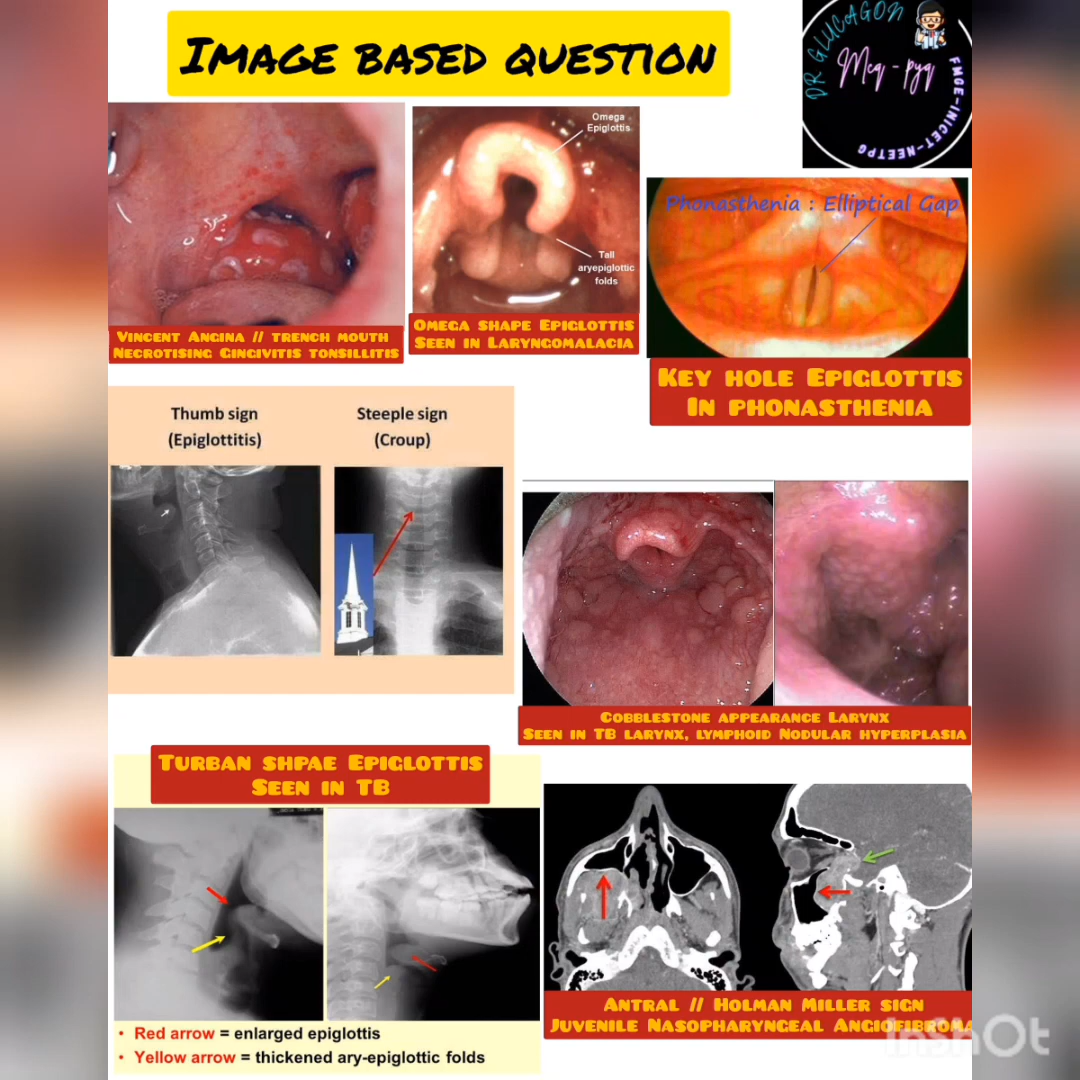 IMAGE BASED QUESTION
DR GLUCAGON
Mcq - pyq
FMGE-INICET-NEETPG
Omega
Epiglottis
Tall
aryepiglottic
folds
Phonasthenia : Elliptical Gap
VINCENT ANGINA // TRENCH MOUTH
NECROTISING GINGIVITIS TONSILLITIS
OMEGA SHAPE EPIGLOTTIS
SEEN IN LARYNGOMALACIA
KEY HOLE EPIGLOTTIS
IN PHONASTHENIA
Thumb sign
(Epiglottitis)
Steeple sign
(Croup)
COBBLESTONE APPEARANCE LARYNX
SEEN IN TB LARYNX, LYMPHOID NODULAR HYPERPLASIA
TURBAN SHPAE EPIGLOTTIS
SEEN IN TB
• Red arrow = enlarged epiglottis
• Yellow arrow = thickened ary-epiglottic folds
ANTRAL // HOLMAN MILLER SIGN
JUVENILE NASOPHARYNGEAL ANGIOFIBROMA
InShOt